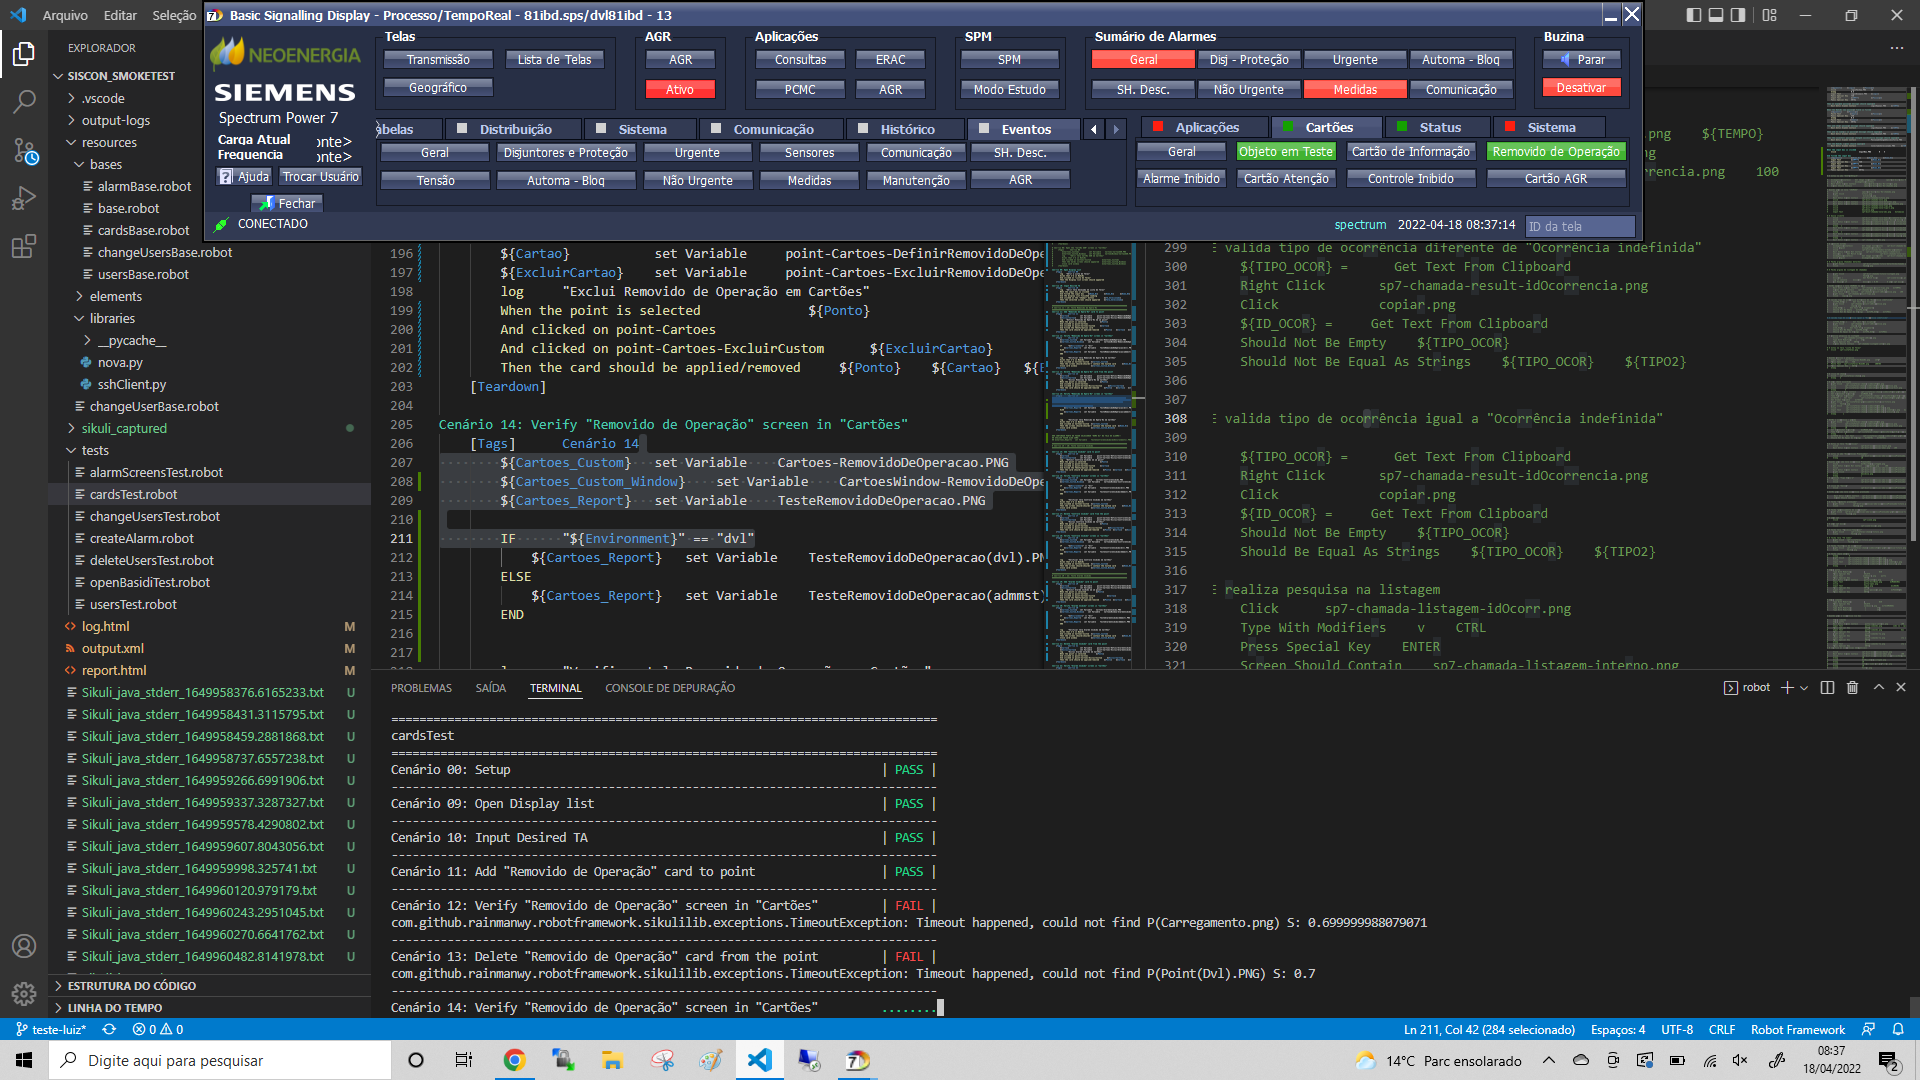 Arquivo Editar Seleção
Basic Signalling Display - Processo/TempoReal - 81ibd.sps/dvl81ibd - 13
NEOENERGIA
SIEMENS
Spectrum Power 7
Carga Atual onte>
Frequencia onte>
Ajuda Trocar Usuário
Fechar
CONECTADO
Telas
Transmissão Lista de Telas
Geográfico
AGR
AGR
Ativo
Aplicações
Consultas ERAC
PCMC AGR
SPM
SPM
Modo Estudo
Sumário de Alarmes
Geral Disj - Proteção Urgente Automa - Bloq
SH. Desc. Não Urgente Medidas Comunicação
Buzina
Parar
Desativar
abelas Distribuição Sistema Comunicação Histórico Eventos
Geral Disjuntores e Proteção Urgente Sensores Comunicação SH. Desc.
Tensão Automa - Bloq Não Urgente Medidas Manutenção AGR
Aplicações Cartões Status Sistema
Geral Objeto em Teste Cartão de Informação Removido de Operação
Alarme Inibido Cartão Atenção Controle Inibido Cartão AGR
spectrum 2022-04-18 08:37:14 ID da tela
EXPLORADOR
SISCON_SMOKETEST
.vscode
output-logs
resources
bases
alarmBase.robot
base.robot
cardsBase.robot
changeUsersBase.robot
usersBase.robot
elements
libraries
__pycache__
nova.py
sshClient.py
changeUserBase.robot
sikuli_captured
tests
alarmScreensTest.robot
cardsTest.robot
changeUsersTest.robot
createAlarm.robot
deleteUsersTest.robot
openBasidiTest.robot
usersTest.robot
log.html M
output.xml M
report.html M
Sikuli_java_stderr_1649958376.6165233.txt U
Sikuli_java_stderr_1649958431.3115795.txt U
Sikuli_java_stderr_1649958459.2881868.txt U
Sikuli_java_stderr_1649958737.6557238.txt U
Sikuli_java_stderr_1649959266.6991906.txt U
Sikuli_java_stderr_1649959337.3287327.txt U
Sikuli_java_stderr_1649959578.4290802.txt U
Sikuli_java_stderr_1649959607.8043056.txt U
Sikuli_java_stderr_1649959998.325741.txt U
Sikuli_java_stderr_1649960120.979179.txt U
Sikuli_java_stderr_1649960243.2951045.txt U
Sikuli_java_stderr_1649960270.6641762.txt U
Sikuli_java_stderr_1649960482.8141978.txt U
ESTRUTURA DO CÓDIGO
LINHA DO TEMPO
196 ${Cartao} set Variable point-Cartoes-DefinirRemovidoDeOpe
197 ${ExcluirCartao} set Variable point-Cartoes-ExcluirRemovidoDeOpe
198 log "Exclui Removido de Operação em Cartões"
199 When the point is selected ${Ponto}
200 And clicked on point-Cartoes
201 And clicked on point-Cartoes-ExcluirCustom ${ExcluirCartao}
202 Then the card should be applied/removed ${Ponto} ${Cartao} ${E
203 [Teardown]
204
205 Cenário 14: Verify "Removido de Operação" screen in "Cartões"
206 [Tags] Cenário 14
207 ${Cartoes_Custom} set Variable Cartoes-RemovidoDeOperacao.PNG
208 ${Cartoes_Custom_Window} set Variable CartoesWindow-RemovidoDeOpe
209 ${Cartoes_Report} set Variable TesteRemovidoDeOperacao.PNG
210
211 IF "${Environment}" == "dvl"
212 ${Cartoes_Report} set Variable TesteRemovidoDeOperacao(dvl).PN
213 ELSE
214 ${Cartoes_Report} set Variable TesteRemovidoDeOperacao(admmst)
215 END
216
217
png ${TEMPO}
ng
rrencia.png 100
299 valida tipo de ocorrência diferente de "Ocorrência indefinida"
300 ${TIPO_OCOR} = Get Text From Clipboard
301 Right Click sp7-chamada-result-idOcorrencia.png
302 Click copiar.png
303 ${ID_OCOR} = Get Text From Clipboard
304 Should Not Be Empty ${TIPO_OCOR}
305 Should Not Be Equal As Strings ${TIPO_OCOR} ${TIPO2}
306
307
308 valida tipo de ocorrência igual a "Ocorrência indefinida"
309
310 ${TIPO_OCOR} = Get Text From Clipboard
311 Right Click sp7-chamada-result-idOcorrencia.png
312 Click copiar.png
313 ${ID_OCOR} = Get Text From Clipboard
314 Should Not Be Empty ${TIPO_OCOR}
315 Should Be Equal As Strings ${TIPO_OCOR} ${TIPO2}
316
317 realiza pesquisa na listagem
318 Click sp7-chamada-listagem-idOcorr.png
319 Type With Modifiers v CTRL
320 Press Special Key ENTER
321 Screen Should Contain sp7-chamada-listagem-interno.png
PROBLEMAS SAÍDA TERMINAL CONSOLE DE DEPURAÇÃO robot
==============================================================================
cardsTest
==============================================================================
Cenário 00: Setup | PASS |
------------------------------------------------------------------------------
Cenário 09: Open Display list | PASS |
------------------------------------------------------------------------------
Cenário 10: Input Desired TA | PASS |
------------------------------------------------------------------------------
Cenário 11: Add "Removido de Operação" card to point | PASS |
------------------------------------------------------------------------------
Cenário 12: Verify "Removido de Operação" screen in "Cartões" | FAIL |
com.github.rainmanwy.robotframework.sikulilib.exceptions.TimeoutException: Timeout happened, could not find P(Carregamento.png) S: 0.699999988079071
------------------------------------------------------------------------------
Cenário 13: Delete "Removido de Operação" card from the point | FAIL |
com.github.rainmanwy.robotframework.sikulilib.exceptions.TimeoutException: Timeout happened, could not find P(Point(Dvl).PNG) S: 0.7
------------------------------------------------------------------------------
Cenário 14: Verify "Removido de Operação" screen in "Cartões" ........
teste-luiz* 0 0 Ln 211, Col 42 (284 selecionado) Espaços: 4 UTF-8 CRLF Robot Framework
Digite aqui para pesquisar
14°C Parc ensolarado
08:37
18/04/2022
2